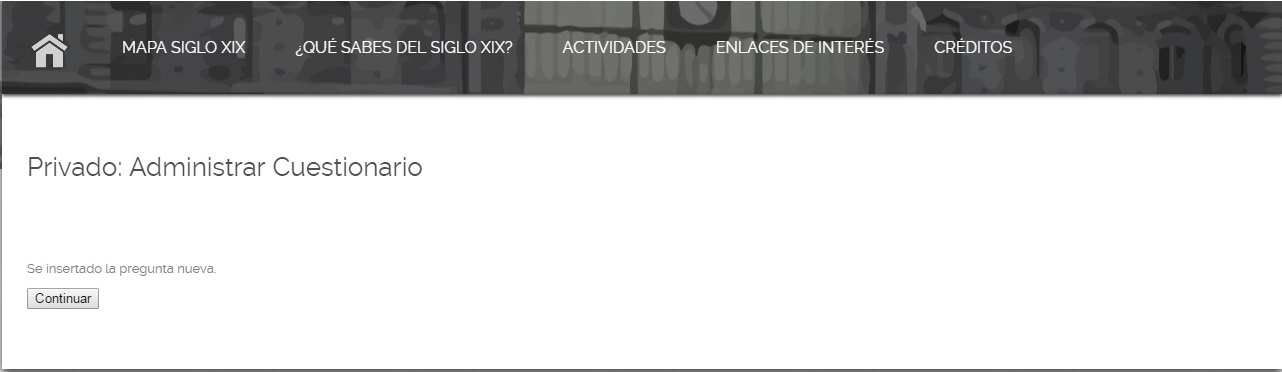 MAPA SIGLO XIX ¿QUÉ SABES DEL SIGLO XIX? ACTIVIDADES ENLACES DE INTERÉS CRÉDITOS
Privado: Administrar Cuestionario
Se insertado la pregunta nueva.
Continuar